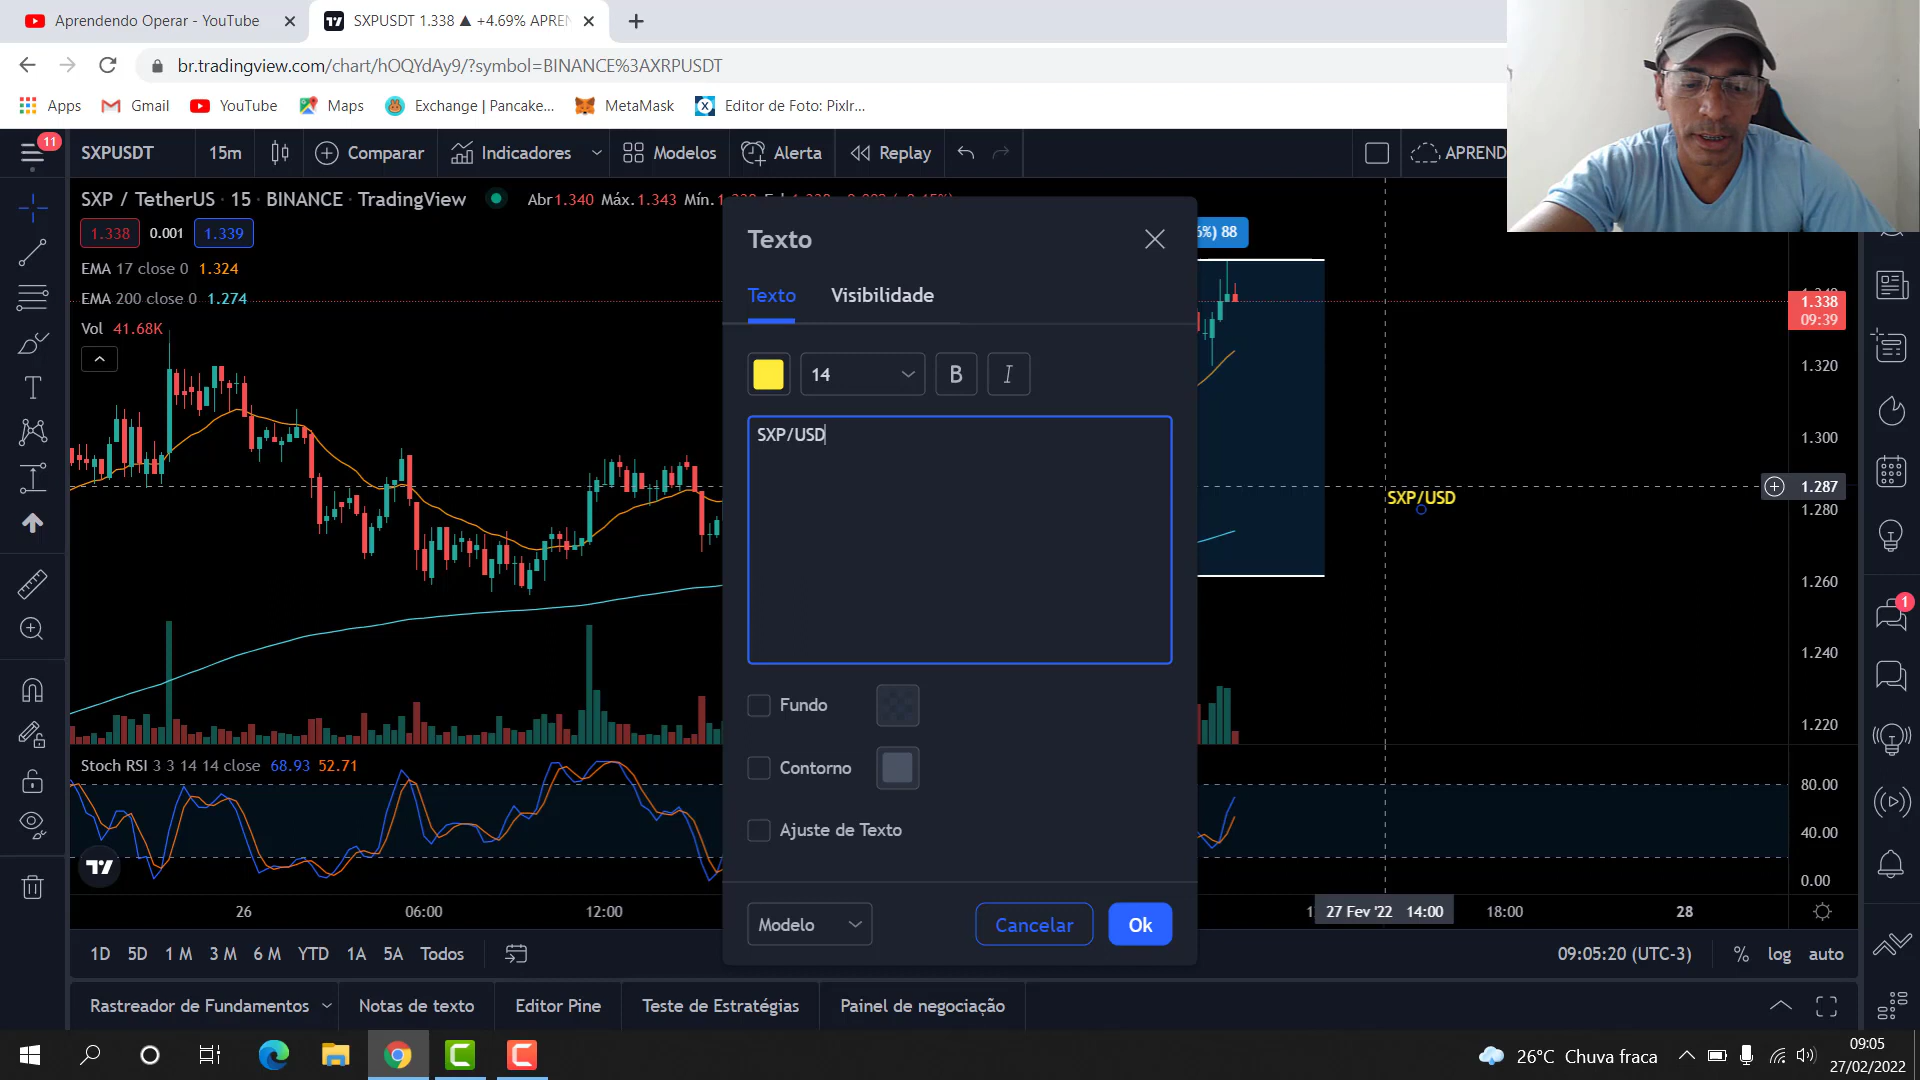 Aprendendo Operar - YouTube
SXPUSDT 1.338 ▲ +4.69% APREN
br.tradingview.com/chart/hOQYdAy9/?symbol=BINANCE%3AXRPUSDT
Apps
Gmail
YouTube
Maps
Exchange | Pancake...
MetaMask
Editor de Foto: Pixlr...
11
SXPUSDT
15m
Comparar
Indicadores
Modelos
Alerta
Replay
APREND
SXP / TetherUS · 15 · BINANCE · TradingView
Abr1.340 Máx.1.343 Mín.1.
1.338
0.001
1.339
EMA 17 close 0 1.324
EMA 200 close 0 1.274
Vol 41.68K
Texto
%) 88
Texto
Visibilidade
14
B
I
SXP/USD
SXP/USD
Fundo
Contorno
Ajuste de Texto
Modelo
Cancelar
Ok
1.338
09:39
1.320
1.300
1.287
1.280
1.260
1.240
1.220
Stoch RSI 3 3 14 14 close 68.93 52.71
80.00
40.00
0.00
26
06:00
12:00
27 Fev '22 14:00
18:00
28
1
1D
5D
1 M
3 M
6 M
YTD
1A
5A
Todos
09:05:20 (UTC-3)
%
log
auto
Rastreador de Fundamentos
Notas de texto
Editor Pine
Teste de Estratégias
Painel de negociação
26°C Chuva fraca
09:05
27/02/2022